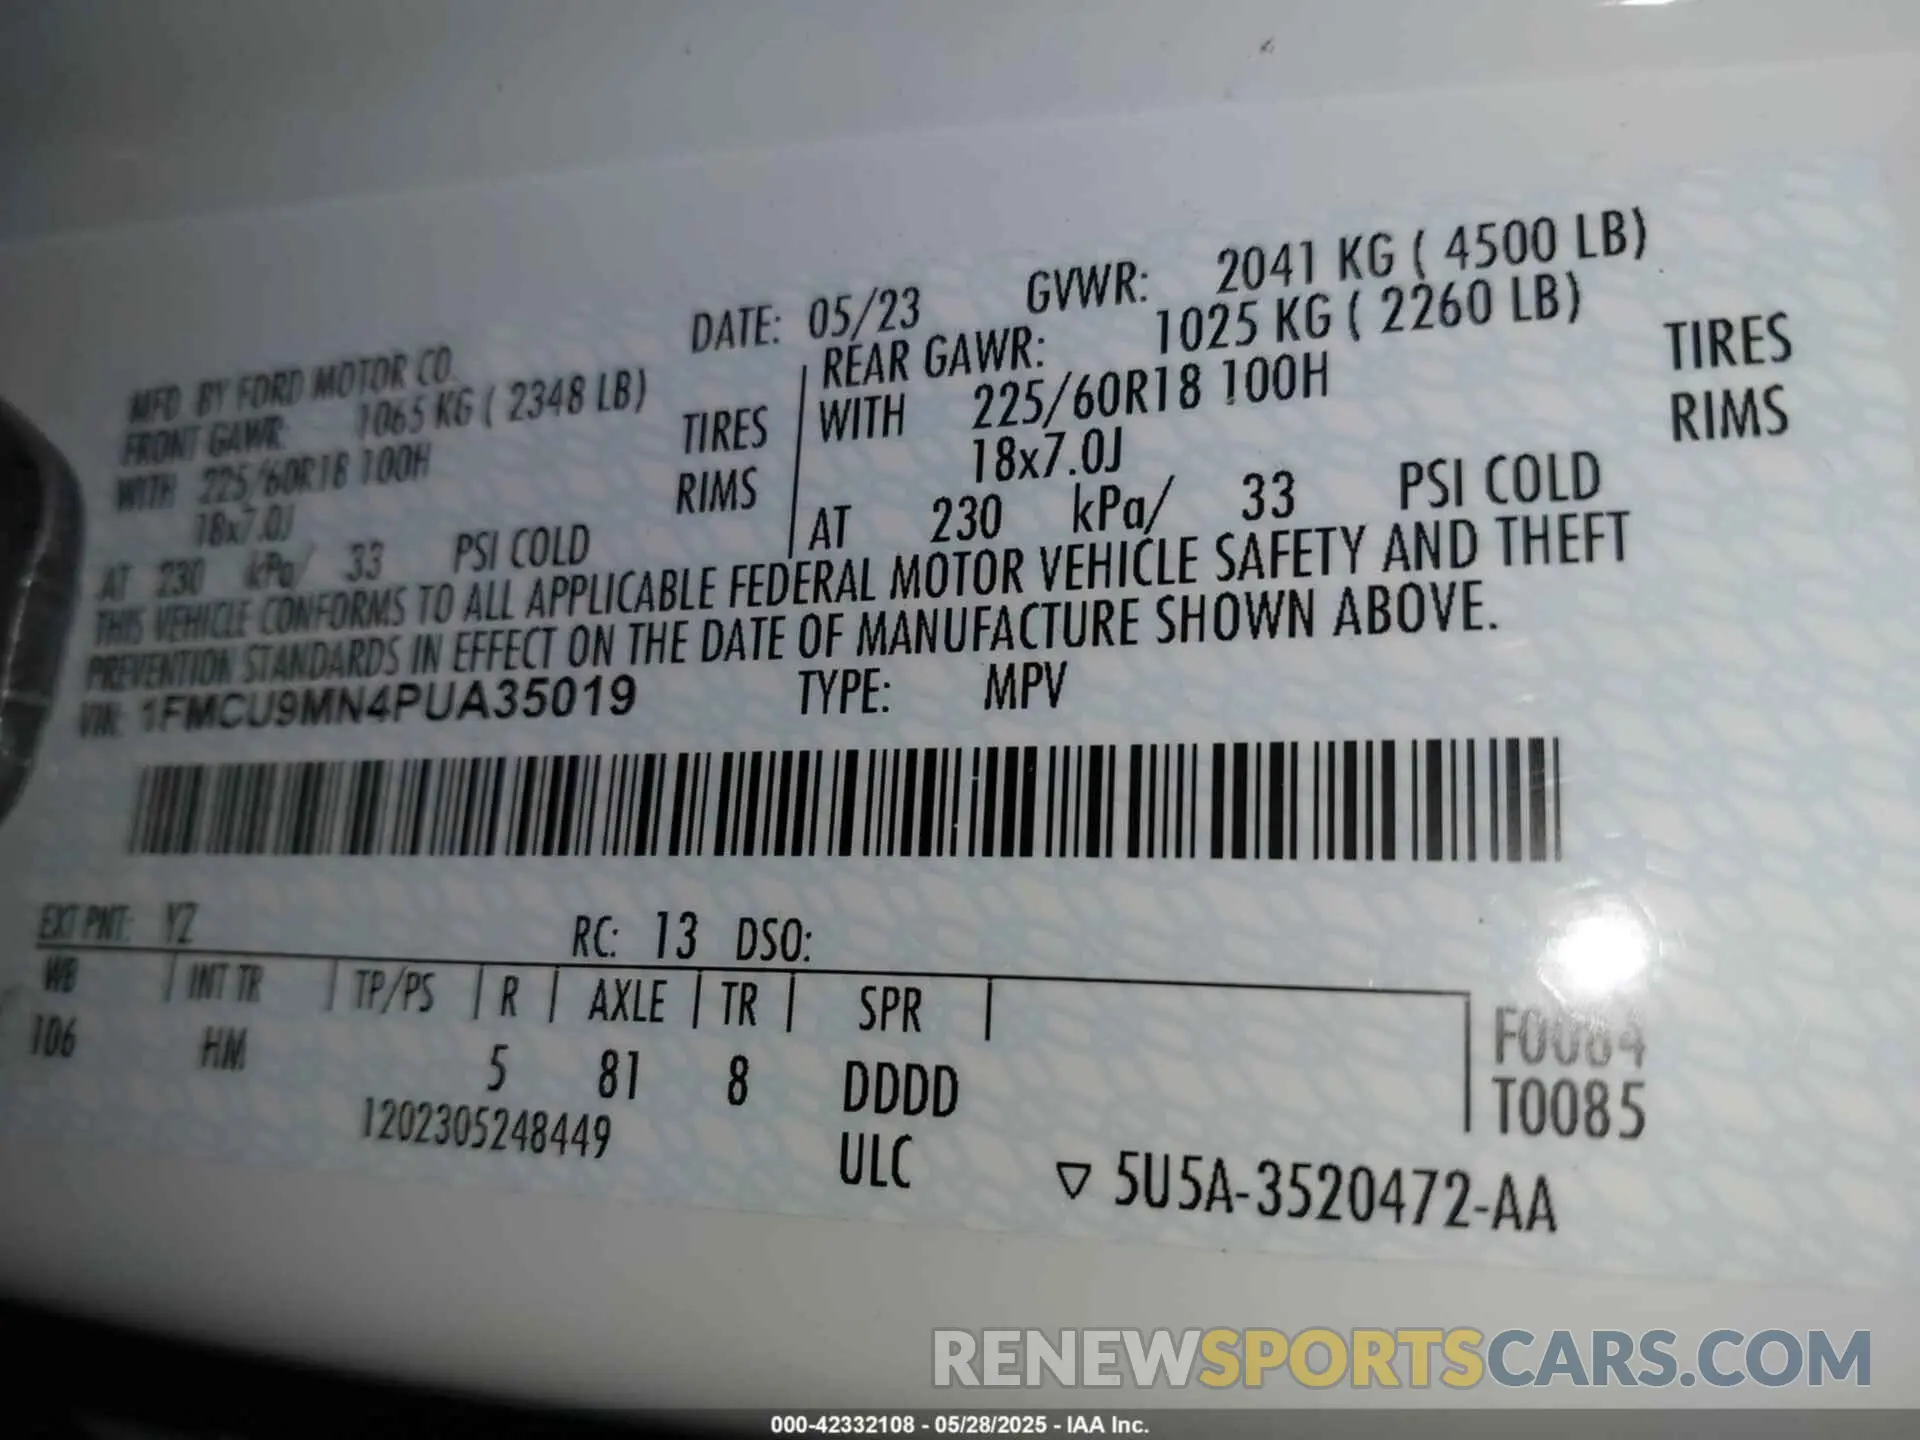 MFD. BY FORD MOTOR CO. DATE: 05/23 GVWR: 2041 KG ( 4500 LB)
FRONT GAWR: 1065 KG ( 2348 LB) REAR GAWR: 1025 KG ( 2260 LB)
WITH 225/60R18 100H TIRES WITH 225/60R18 100H TIRES
18x7.0J RIMS 18x7.0J RIMS
AT 230 kPa/ 33 PSI COLD AT 230 kPa/ 33 PSI COLD
THIS VEHICLE CONFORMS TO ALL APPLICABLE FEDERAL MOTOR VEHICLE SAFETY AND THEFT
PREVENTION STANDARDS IN EFFECT ON THE DATE OF MANUFACTURE SHOWN ABOVE.
VIN: 1FMCU9MN4PUA35019 TYPE: MPV
EXT PNT: YZ RC: 13 DSO:
WB INT TR TP/PS R AXLE TR SPR
106 HM 5 81 8 DDDD
F0084
T0085
1202305248449 ULC
▽ 5U5A-3520472-AA
RENEWSPORTSCARS.COM
000-42332108 - 05/28/2025 - IAA Inc.